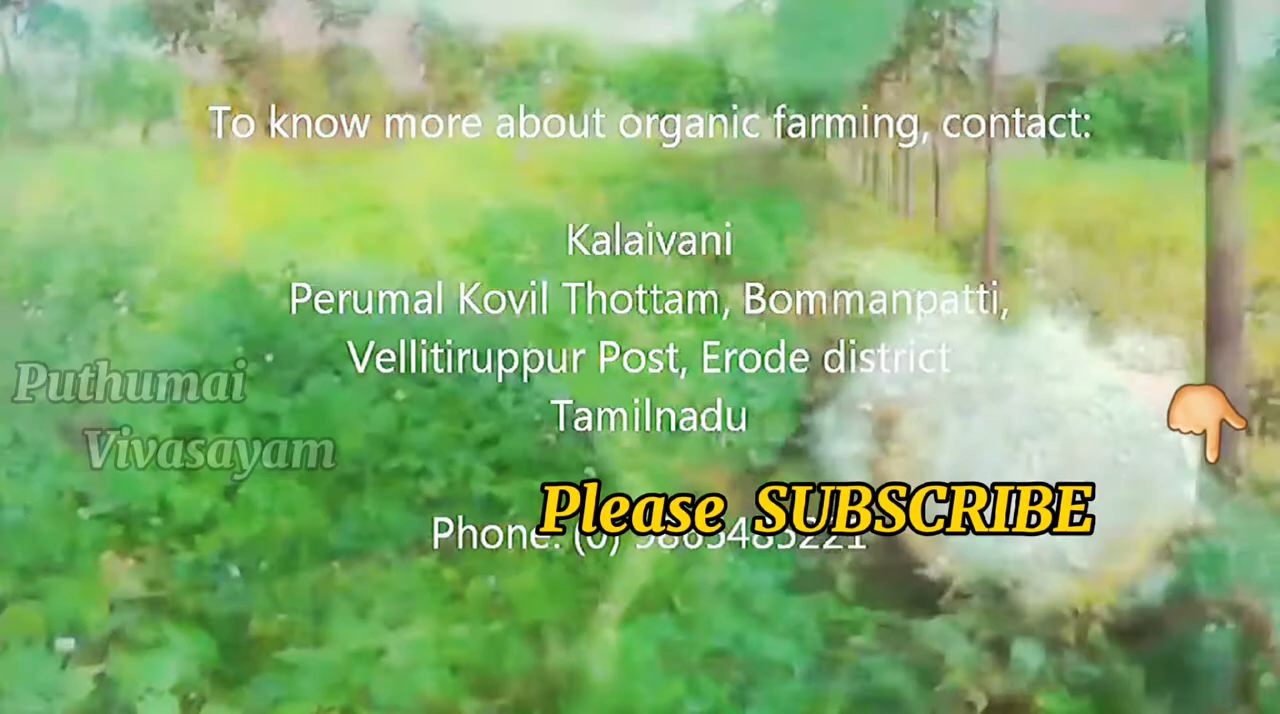 To know more about organic farming, contact:
Kalaivani
Perumal Kovil Thottam, Bommanpatti,
Vellitiruppur Post, Erode district
Tamilnadu
Puthumai
Vivasayam
Please SUBSCRIBE
Phone: (0)